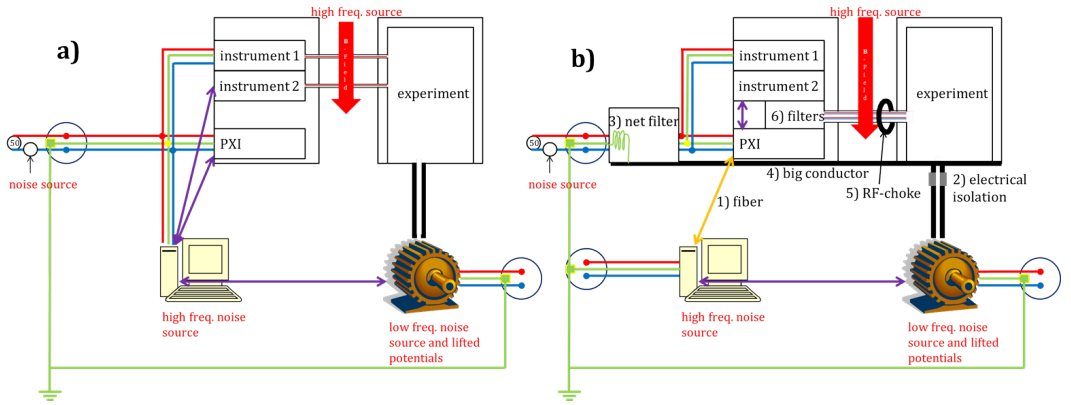 high freq. source
a)
instrument 1
instrument 2
B-Field
experiment
PXI
50
noise source
high freq. noise
source
low freq. noise
source and lifted
potentials
high freq. source
b)
instrument 1
instrument 2
B-Field
experiment
6) filters
3) net filter
PXI
50
noise source
4) big conductor
5) RF-choke
2) electrical
isolation
1) fiber
high freq. noise
source
low freq. noise
source and lifted
potentials